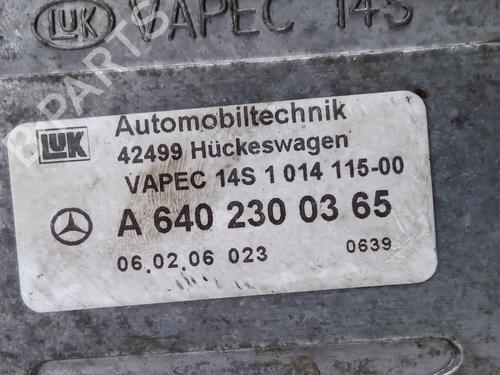 LUK VAPEC 14S
B PARTS
LUK Automobiltechnik
42499 Hückeswagen
VAPEC 14S 1 014 115-00
A 640 230 03 65
06.02.06 023 0639